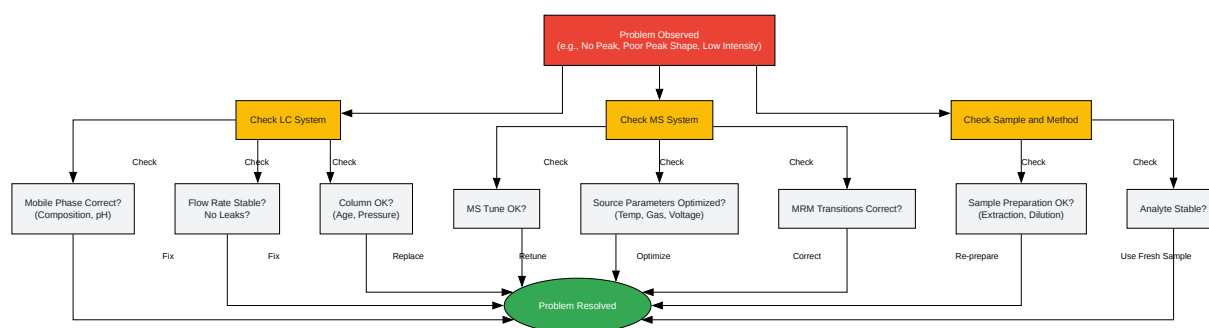 Problem Observed
(e.g., No Peak, Poor Peak Shape, Low Intensity)
Check LC System
Check MS System
Check Sample and Method
Check
Check
Check
Check
Check
Check
Check
Check
Mobile Phase Correct?
(Composition, pH)
Flow Rate Stable?
No Leaks?
Column OK?
(Age, Pressure)
MS Tune OK?
Source Parameters Optimized?
(Temp, Gas, Voltage)
MRM Transitions Correct?
Sample Preparation OK?
(Extraction, Dilution)
Analyte Stable?
Fix
Fix
Replace
Retune
Optimize
Correct
Re-prepare
Use Fresh Sample
Problem Resolved